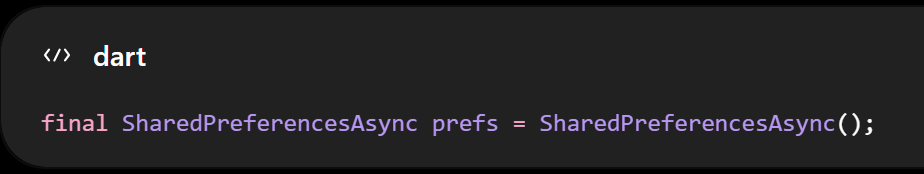 </> dart
final SharedPreferencesAsync prefs = SharedPreferencesAsync();